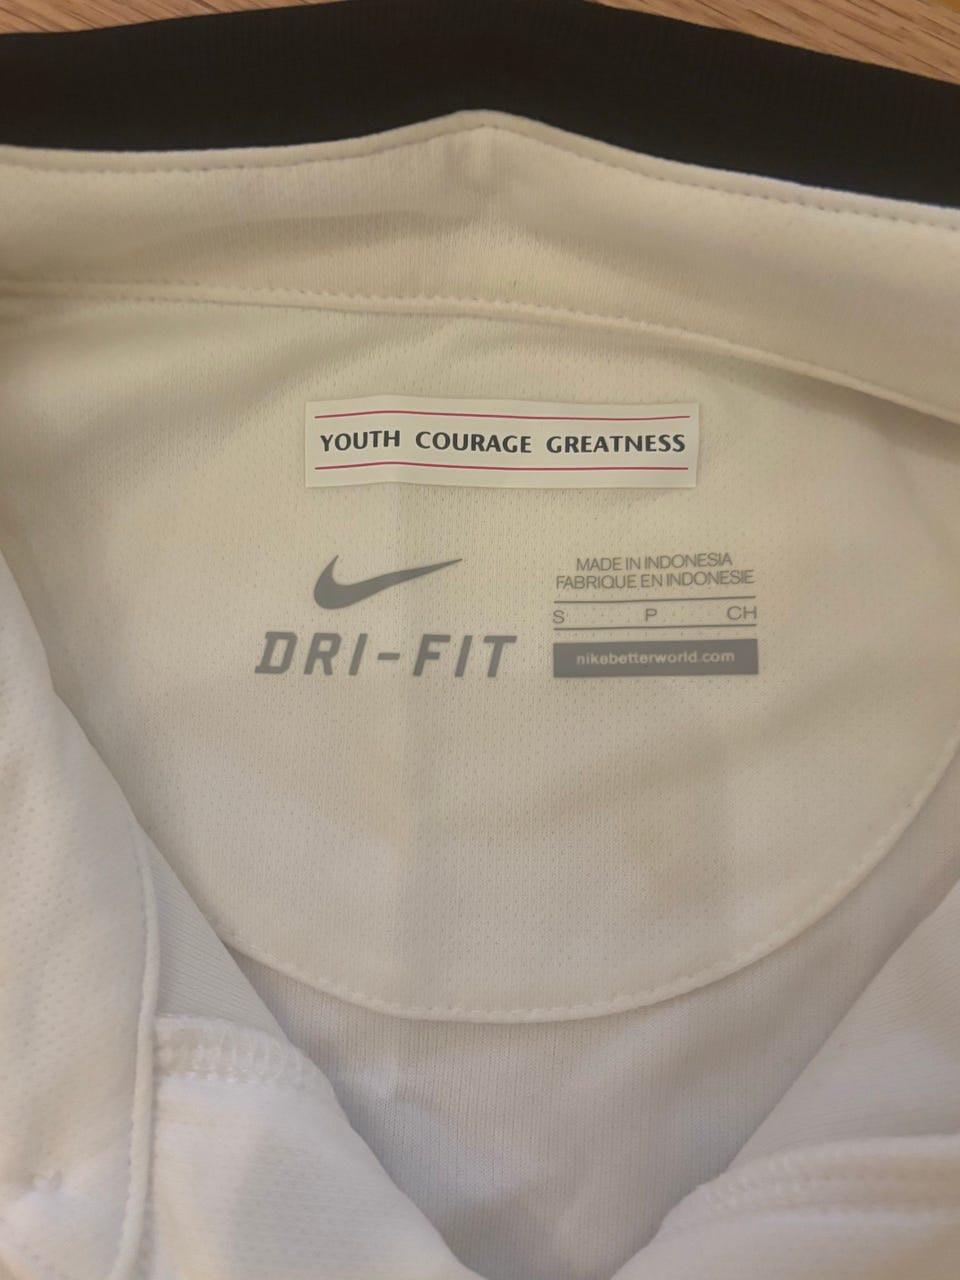 YOUTH COURAGE GREATNESS
DRI-FIT
MADE IN INDONESIA
FABRIQUE EN INDONESIE
S P CH
nikebetterworld.com